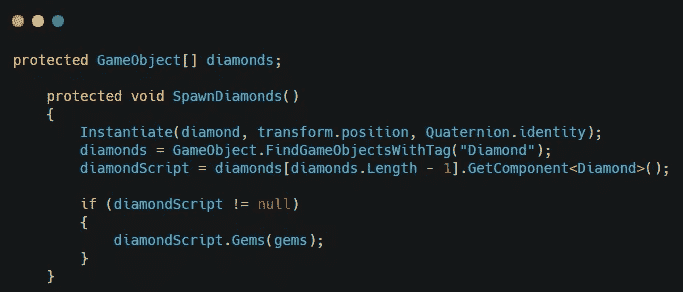 protected GameObject[] diamonds;
    protected void SpawnDiamonds()
    {
        Instantiate(diamond, transform.position, Quaternion.identity);
        diamonds = GameObject.FindGameObjectsWithTag("Diamond");
        diamondScript = diamonds[diamonds.Length - 1].GetComponent<Diamond>();
        if (diamondScript != null)
        {
            diamondScript.Gems(gems);
        }
    }